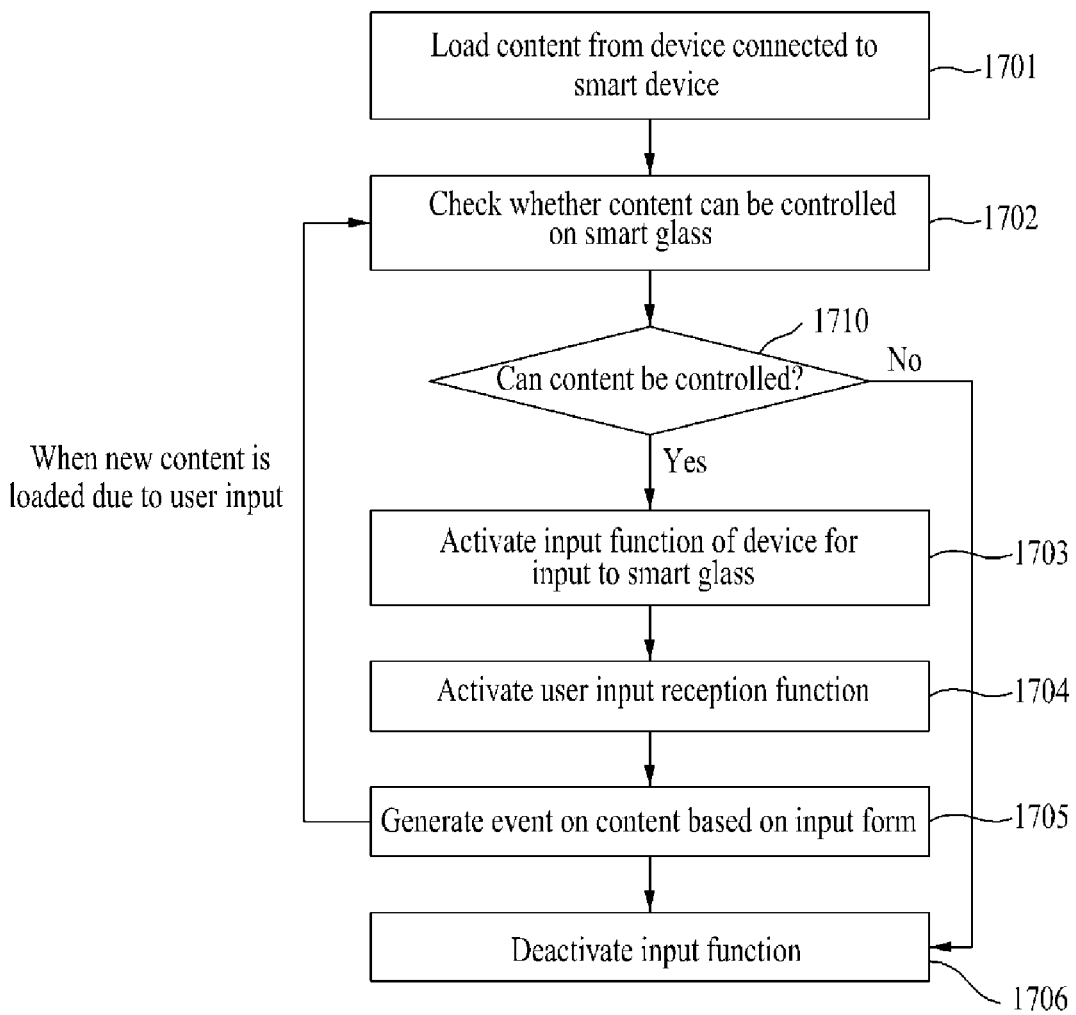 Load content from device connected to
smart device
1701
Check whether content can be controlled
on smart glass
1702
1710
Can content be controlled?
No
Yes
When new content is
loaded due to user input
Activate input function of device for
input to smart glass
1703
Activate user input reception function
1704
Generate event on content based on input form
1705
Deactivate input function
1706